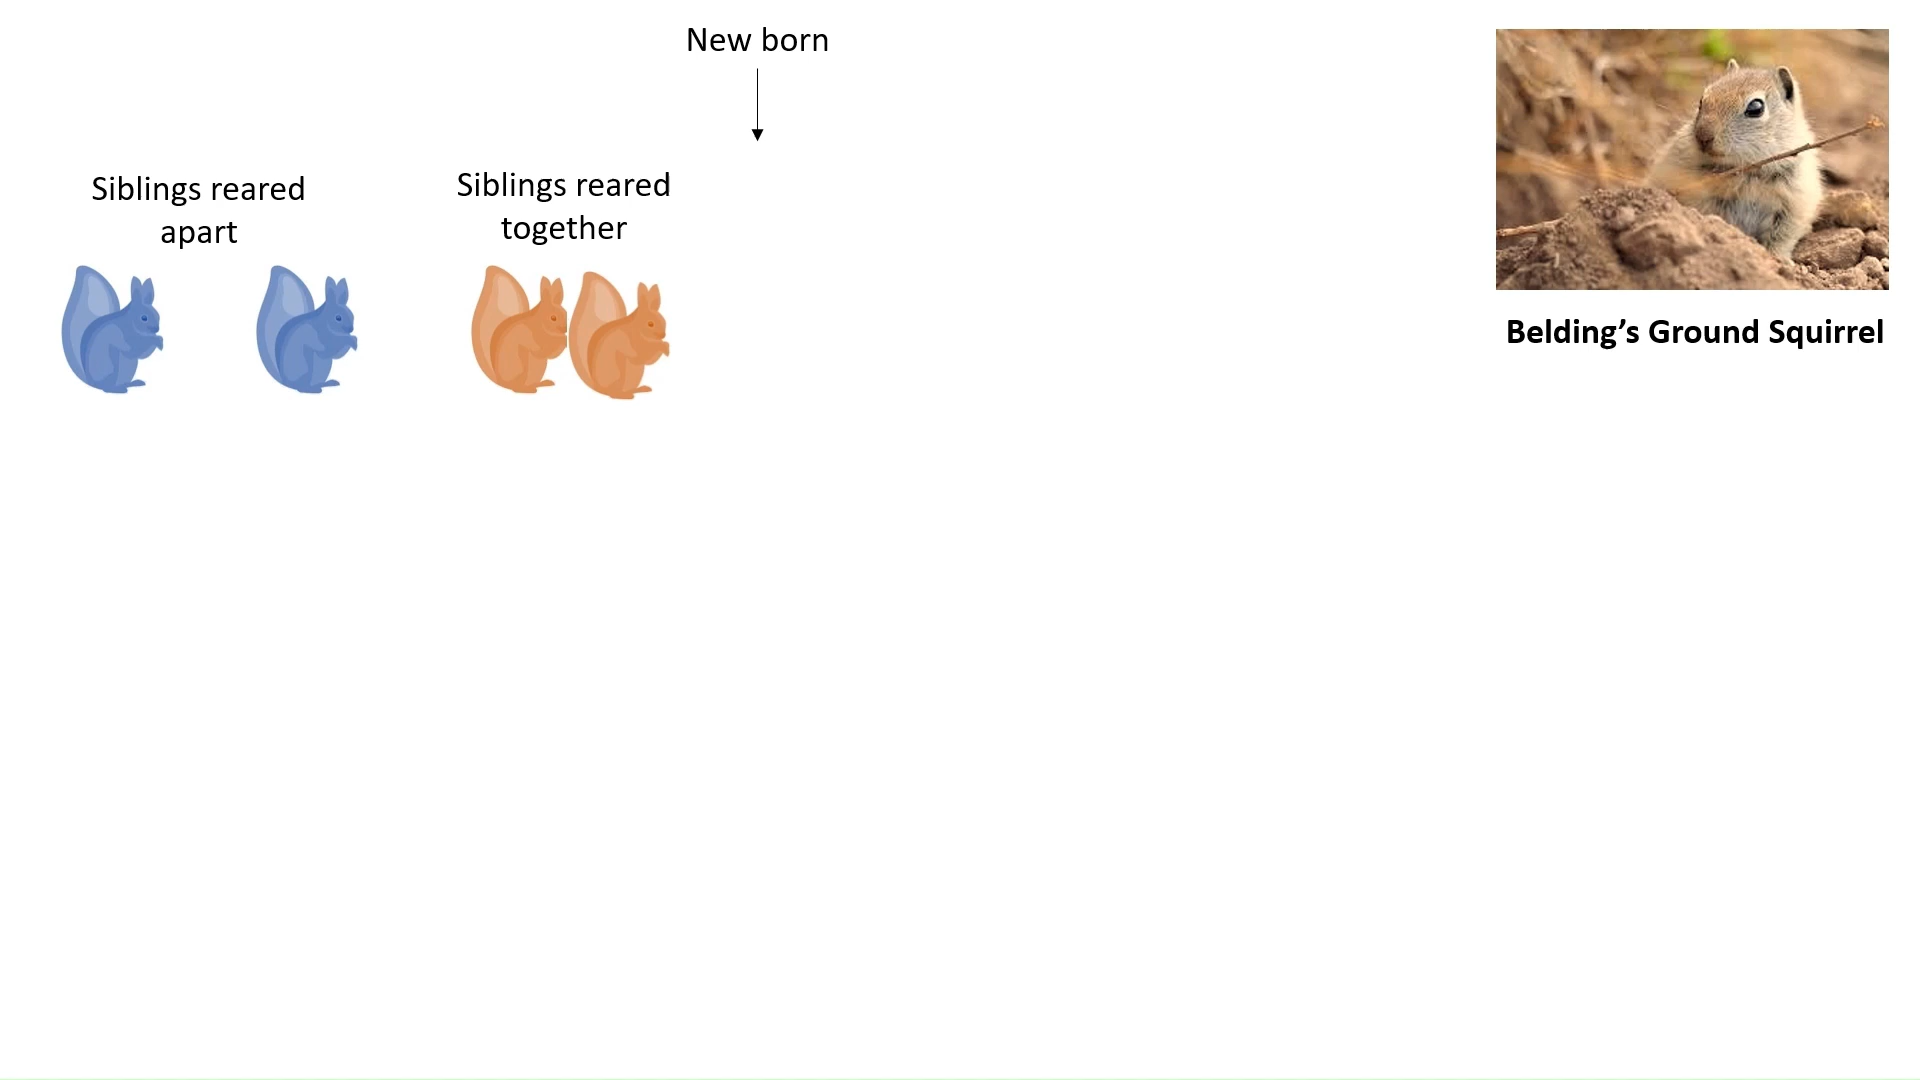 New born
Siblings reared
apart
Siblings reared
together
Belding’s Ground Squirrel